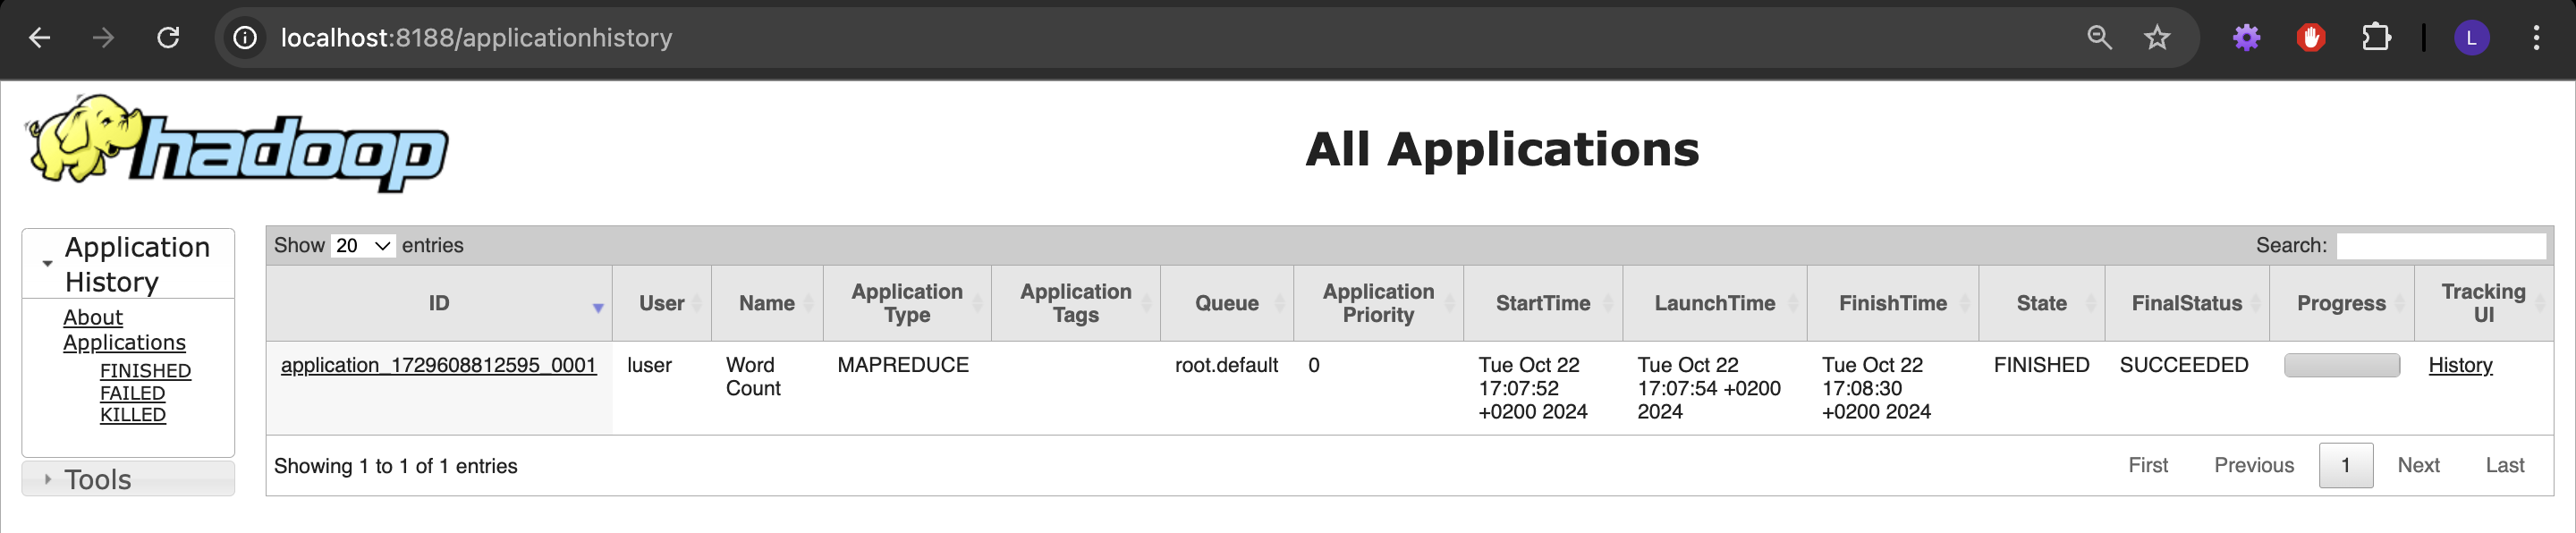 localhost:8188/applicationhistory
L
hadoop
All Applications
Application
History
About
Applications
FINISHED
FAILED
KILLED
Tools
Show 20 entries
Search:
ID
User
Name
Application
Type
Application
Tags
Queue
Application
Priority
StartTime
LaunchTime
FinishTime
State
FinalStatus
Progress
Tracking
UI
application_1729608812595_0001
luser
Word
Count
MAPREDUCE
root.default
0
Tue Oct 22
17:07:52
+0200 2024
Tue Oct 22
17:07:54 +0200
2024
Tue Oct 22
17:08:30
+0200 2024
FINISHED
SUCCEEDED
History
Showing 1 to 1 of 1 entries
First Previous 1 Next Last